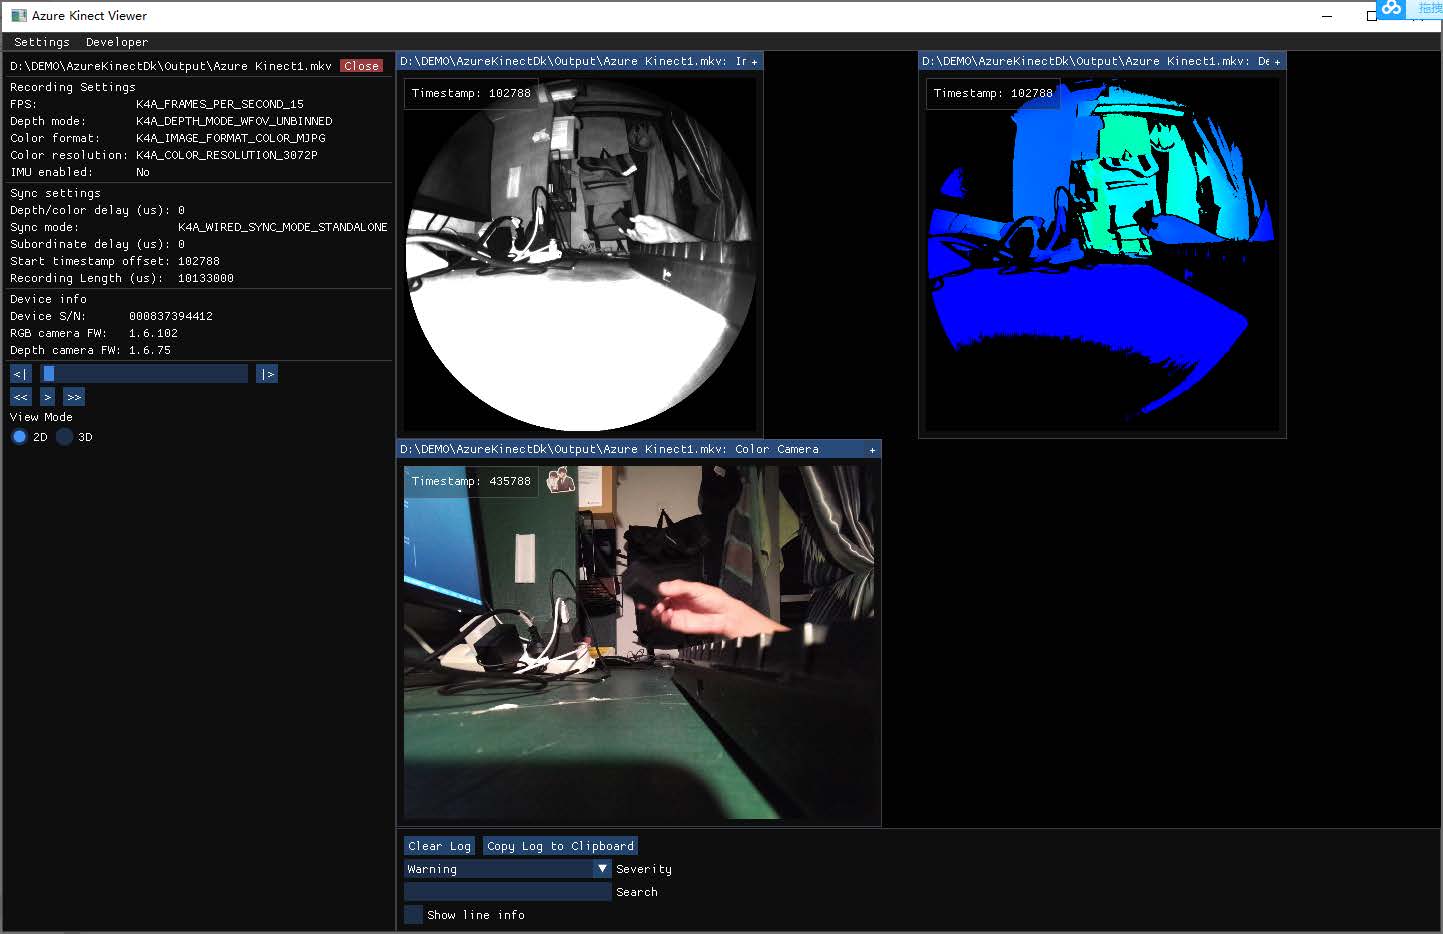 Azure Kinect Viewer
拖拽
Settings Developer
D:\DEMO\AzureKinectDk\Output\Azure Kinect1.mkv Close
Recording Settings
FPS: K4A_FRAMES_PER_SECOND_15
Depth mode: K4A_DEPTH_MODE_WFOV_UNBINNED
Color format: K4A_IMAGE_FORMAT_COLOR_MJPG
Color resolution: K4A_COLOR_RESOLUTION_3072P
IMU enabled: No
Sync settings
Depth/color delay (us): 0
Sync mode: K4A_WIRED_SYNC_MODE_STANDALONE
Subordinate delay (us): 0
Start timestamp offset: 102788
Recording Length (us): 10133000
Device info
Device S/N: 000837394412
RGB camera FW: 1.6.102
Depth camera FW: 1.6.75
<| |>
<< > >>
View Mode
2D 3D
D:\DEMO\AzureKinectDk\Output\Azure Kinect1.mkv: Ir +
Timestamp: 102788
D:\DEMO\AzureKinectDk\Output\Azure Kinect1.mkv: De +
Timestamp: 102788
D:\DEMO\AzureKinectDk\Output\Azure Kinect1.mkv: Color Camera +
Timestamp: 435788
Clear Log Copy Log to Clipboard
Warning Severity
Search
Show line info